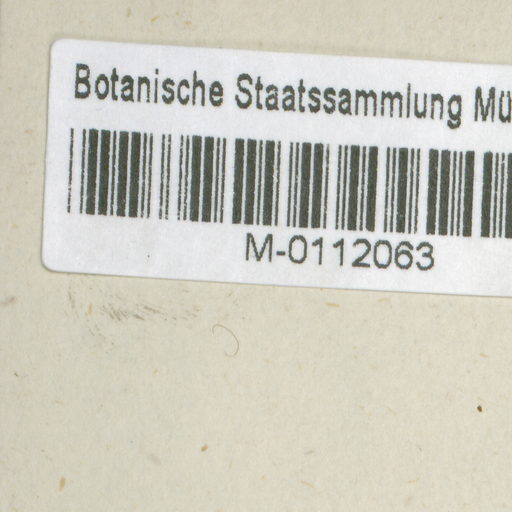 Botanische Staatssammlung Mü
M-0112063